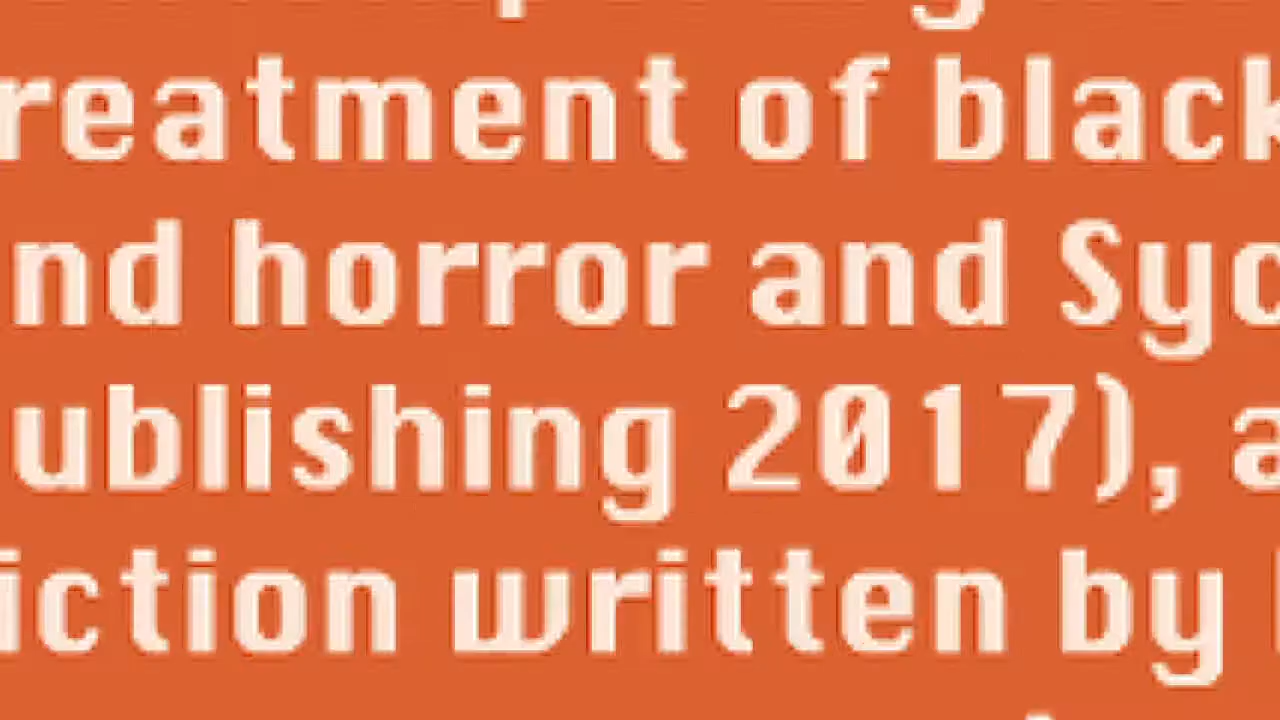 reatment of black
nd horror and Syc
ublishing 2017), a
iction written by